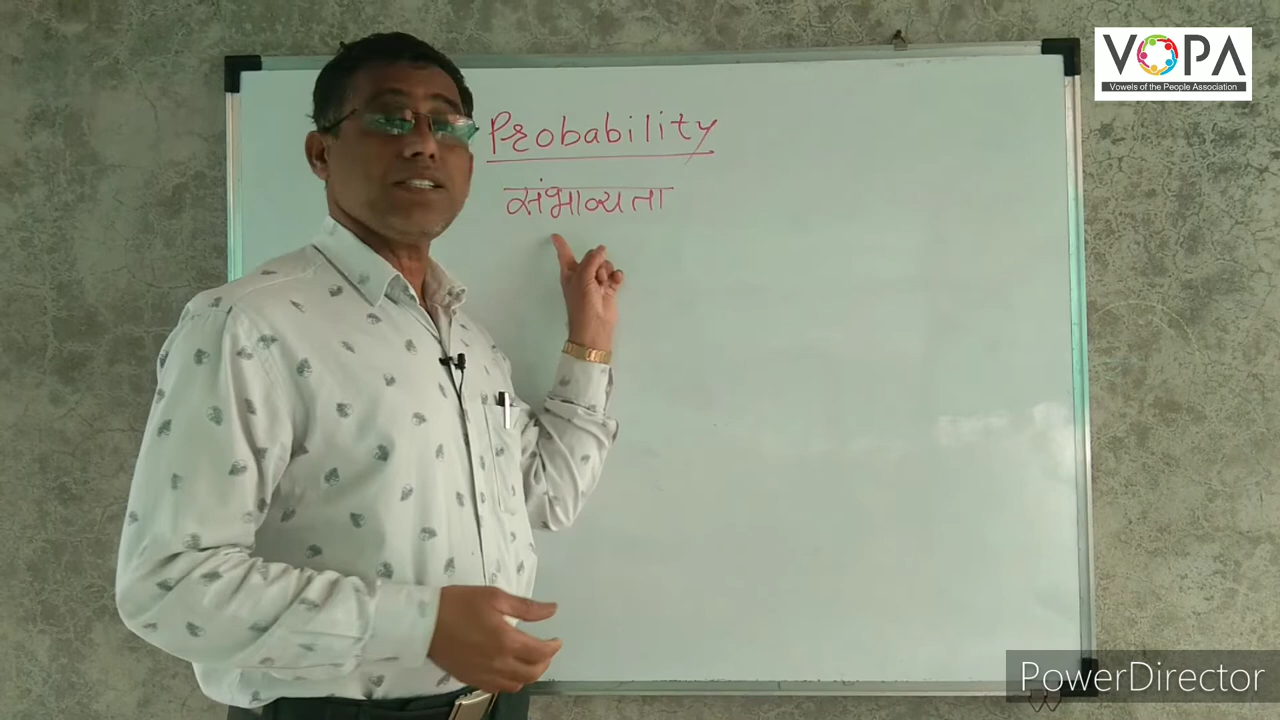 VOPA
Vowels of the People Association
Probability
संभाव्यता
PowerDirector